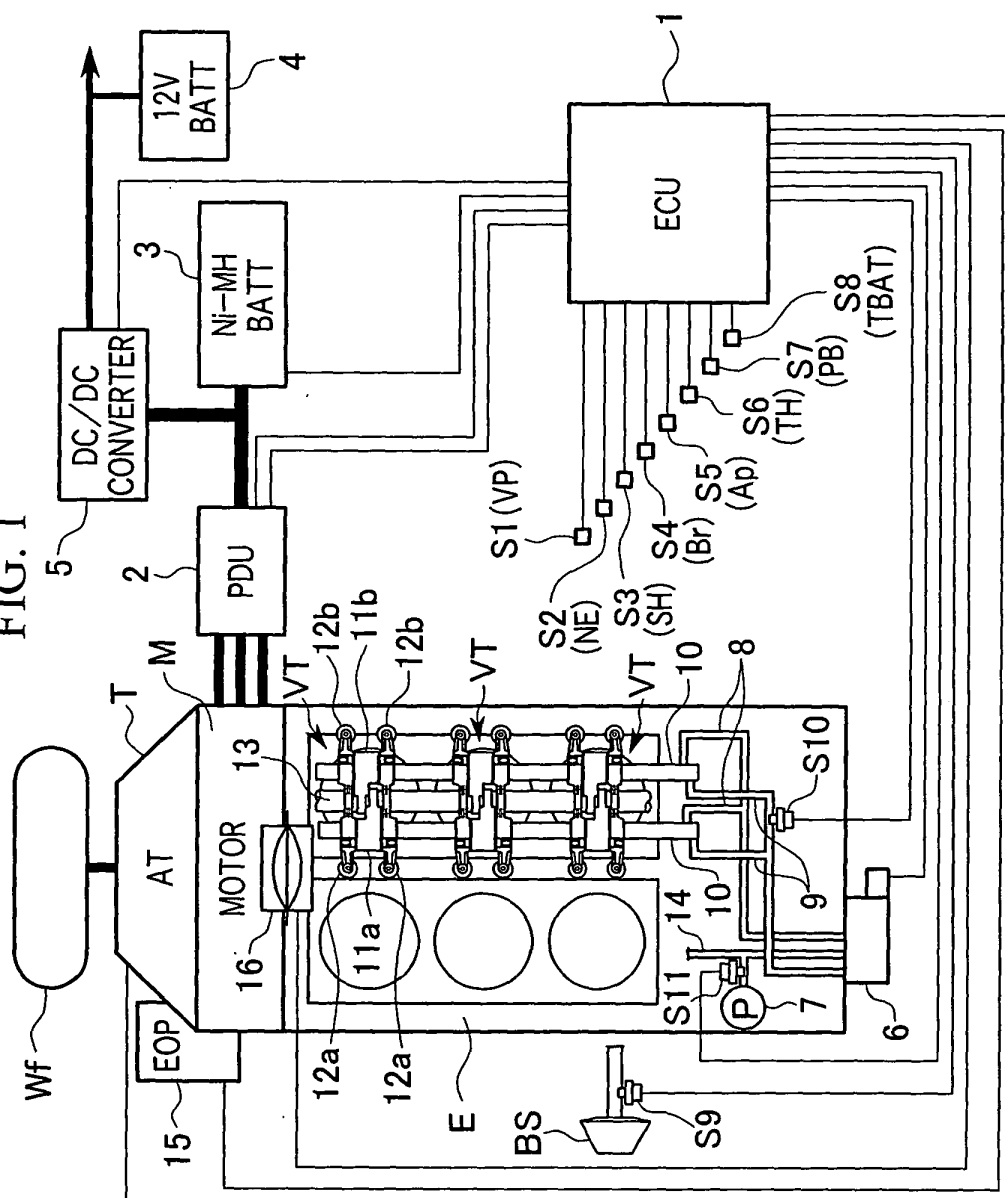 FIG. 1
Wf
T
AT
M
MOTOR
EOP
15
16
2
PDU
5
DC/DC
CONVERTER
3
Ni-MH
BATT
12V
BATT
4
1
ECU
VT
13
12b
11b
12b
VT
VT
10
8
12a
11a
12a
E
10
14
9
S10
S11
P
7
6
BS
S9
S1(VP)
S2
(NE)
S3
(SH)
S4
(Br)
S5
(Ap)
S6
(TH)
S7
(PB)
S8
(TBAT)